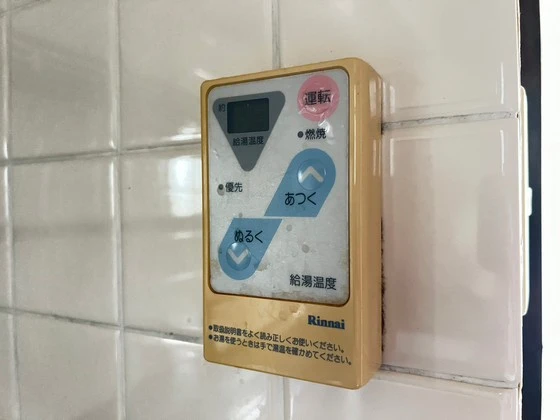 運転
約
給湯温度
燃焼
優先
あつく
ぬるく
給湯温度
Rinnai
●取扱説明書をよく読み正しくお使いください。
●お湯を使うときは手で湯温を確かめてください。